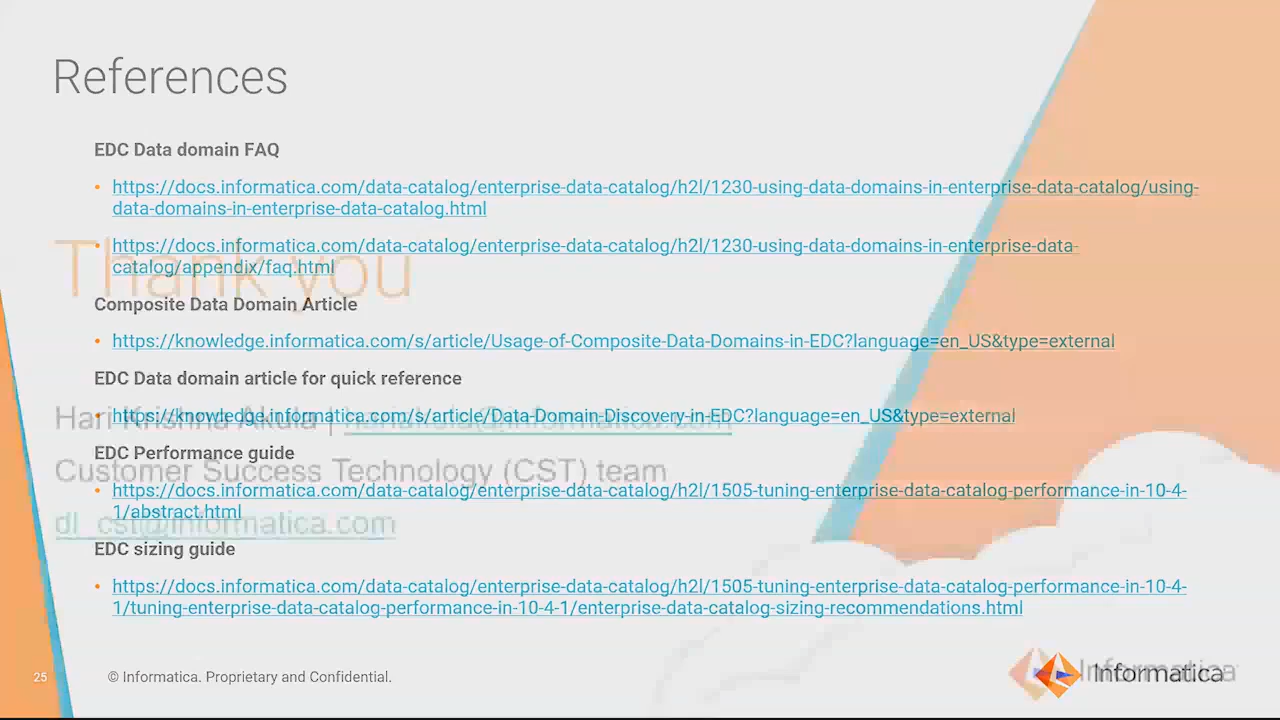 References
EDC Data domain FAQ
• https://docs.informatica.com/data-catalog/enterprise-data-catalog/h2l/1230-using-data-domains-in-enterprise-data-catalog/using-
data-domains-in-enterprise-data-catalog.html
• https://docs.informatica.com/data-catalog/enterprise-data-catalog/h2l/1230-using-data-domains-in-enterprise-data-
catalog/appendix/faq.html
Thank you
Composite Data Domain Article
• https://knowledge.informatica.com/s/article/Usage-of-Composite-Data-Domains-in-EDC?language=en_US&type=external
EDC Data domain article for quick reference
• https://knowledge.informatica.com/s/article/Data-Domain-Discovery-in-EDC?language=en_US&type=external
Hari Krishna Akula | hariakula@informatica.com
EDC Performance guide
Customer Success Technology (CST) team
• https://docs.informatica.com/data-catalog/enterprise-data-catalog/h2l/1505-tuning-enterprise-data-catalog-performance-in-10-4-
1/abstract.html
dl_cst@informatica.com
EDC sizing guide
• https://docs.informatica.com/data-catalog/enterprise-data-catalog/h2l/1505-tuning-enterprise-data-catalog-performance-in-10-4-
1/tuning-enterprise-data-catalog-performance-in-10-4-1/enterprise-data-catalog-sizing-recommendations.html
25
© Informatica. Proprietary and Confidential.
Informatica